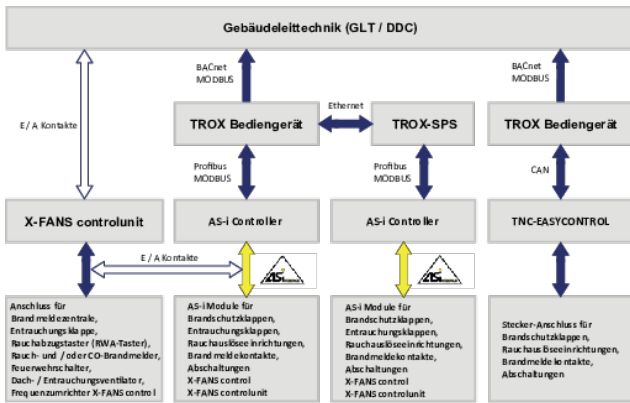 Gebäudeleittechnik (GLT / DDC)
BACnet
MODBUS
BACnet
MODBUS
Ethernet
E / A Kontakte
TROX Bediengerät
TROX-SPS
TROX Bediengerät
Profibus
MODBUS
Profibus
MODBUS
CAN
X-FANS controlunit
AS-i Controller
AS-i Controller
TNC-EASYCONTROL
E / A Kontakte
Anschluss für
Brandmeldezentrale,
Entrauchungsklappe,
Rauchabzugstaster (RWA-Taster),
Rauch- und / oder CO-Brandmelder,
Feuerwehrschalter,
Dach- / Entrauchungsventilator,
Frequenzumrichter X-FANS control
AS-i Module für
Brandschutzklappen,
Entrauchungsklappen,
Rauchauslöseeinrichtungen,
Brandmeldekontakte,
Abschaltungen
X-FANS control
X-FANS controlunit
AS-i Module für
Brandschutzklappen,
Entrauchungsklappen,
Rauchauslöseeinrichtungen,
Brandmeldekontakte,
Abschaltungen
X-FANS control
X-FANS controlunit
Stecker-Anschluss für
Brandschutzklappen,
Rauchauslöseeinrichtungen,
Brandmeldekontakte,
Abschaltungen